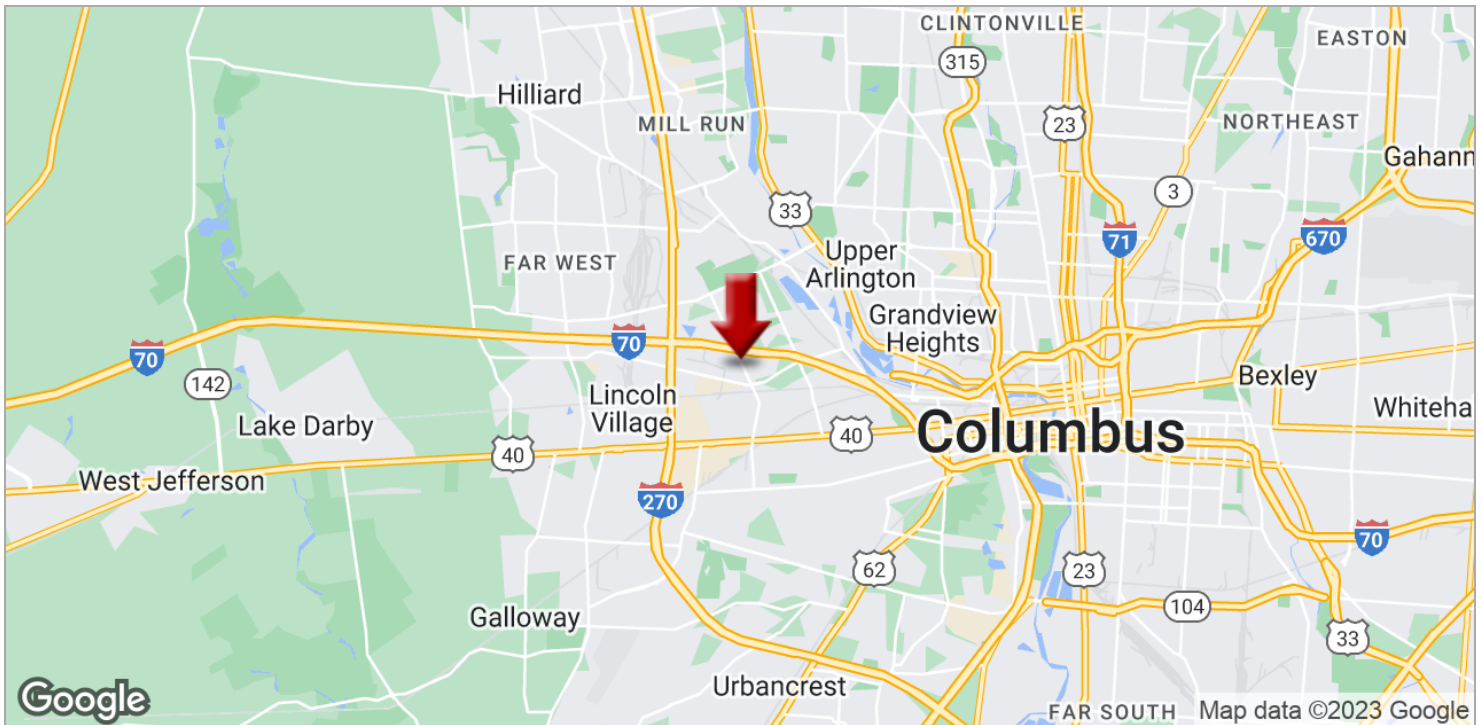 CLINTONVILLE
EASTON
315
Hilliard
MILL RUN
23
NORTHEAST
Gahann
3
33
71
670
Upper
Arlington
FAR WEST
Grandview
Heights
70
70
142
Bexley
Lincoln
Village
Whiteha
Lake Darby
40
Columbus
40
West Jefferson
270
70
62
23
104
Galloway
33
Urbancrest
Google
FAR SOUTH
Map data ©2023 Google